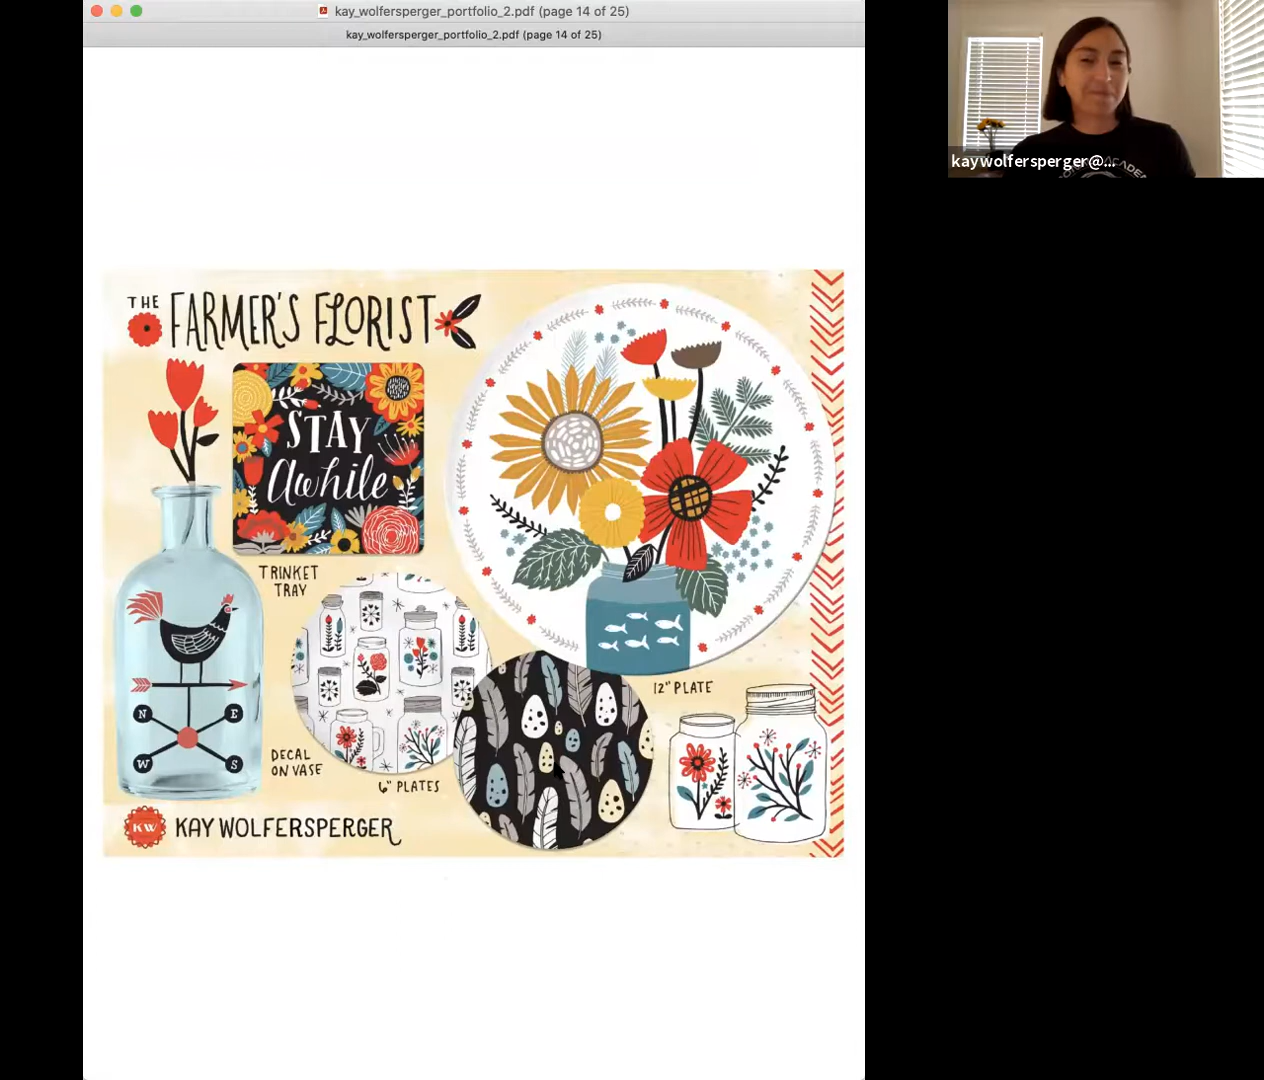 kay_wolfersperger_portfolio_2.pdf (page 14 of 25)
kay_wolfersperger_portfolio_2.pdf (page 14 of 25)
kaywolfersperger@...
THE
FARMER'S FLORIST
STAY
Awhile
TRINKET
TRAY
12" PLATE
N E
W S
DECAL
ON VASE
6" PLATES
KW
KAY WOLFERSPERGER